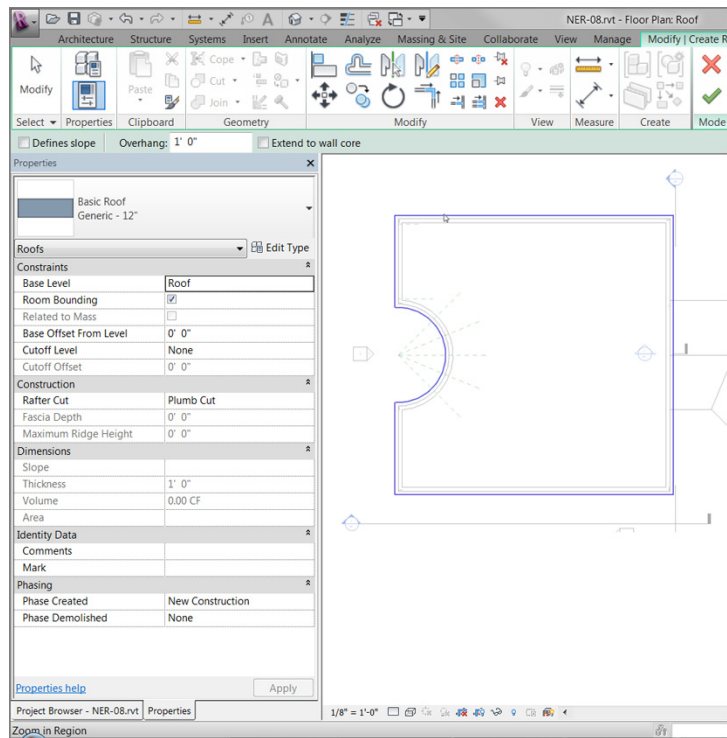 NER-08.rvt - Floor Plan: Roof
Architecture Structure Systems Insert Annotate Analyze Massing & Site Collaborate View Manage Modify | Create R
Modify Paste Cope Cut Join
Select Properties Clipboard Geometry Modify View Measure Create Mode
Defines slope Overhang: 1' 0" Extend to wall core
Properties
Basic Roof
Generic - 12"
Roofs Edit Type
Constraints
Base Level Roof
Room Bounding
Related to Mass
Base Offset From Level 0' 0"
Cutoff Level None
Cutoff Offset 0' 0"
Construction
Rafter Cut Plumb Cut
Fascia Depth 0' 0"
Maximum Ridge Height 0' 0"
Dimensions
Slope
Thickness 1' 0"
Volume 0.00 CF
Area
Identity Data
Comments
Mark
Phasing
Phase Created New Construction
Phase Demolished None
Properties help Apply
Project Browser - NER-08.rvt Properties
1/8" = 1'-0"
Zoom in Region